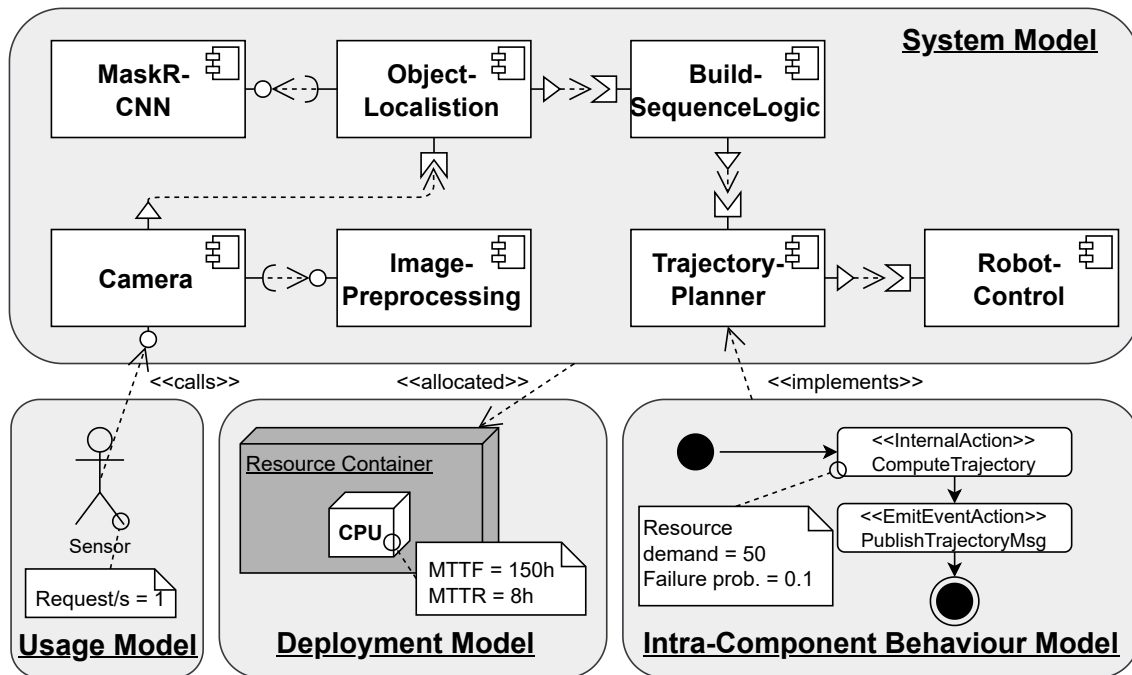 System Model
MaskR-
CNN
Object-
Localistion
Build-
SequenceLogic
Camera
Image-
Preprocessing
Trajectory-
Planner
Robot-
Control
<<calls>>
<<allocated>>
<<implements>>
Sensor
Request/s = 1
Usage Model
Resource Container
CPU
MTTF = 150h
MTTR = 8h
Deployment Model
<<InternalAction>>
ComputeTrajectory
<<EmitEventAction>>
PublishTrajectoryMsg
Resource
demand = 50
Failure prob. = 0.1
Intra-Component Behaviour Model